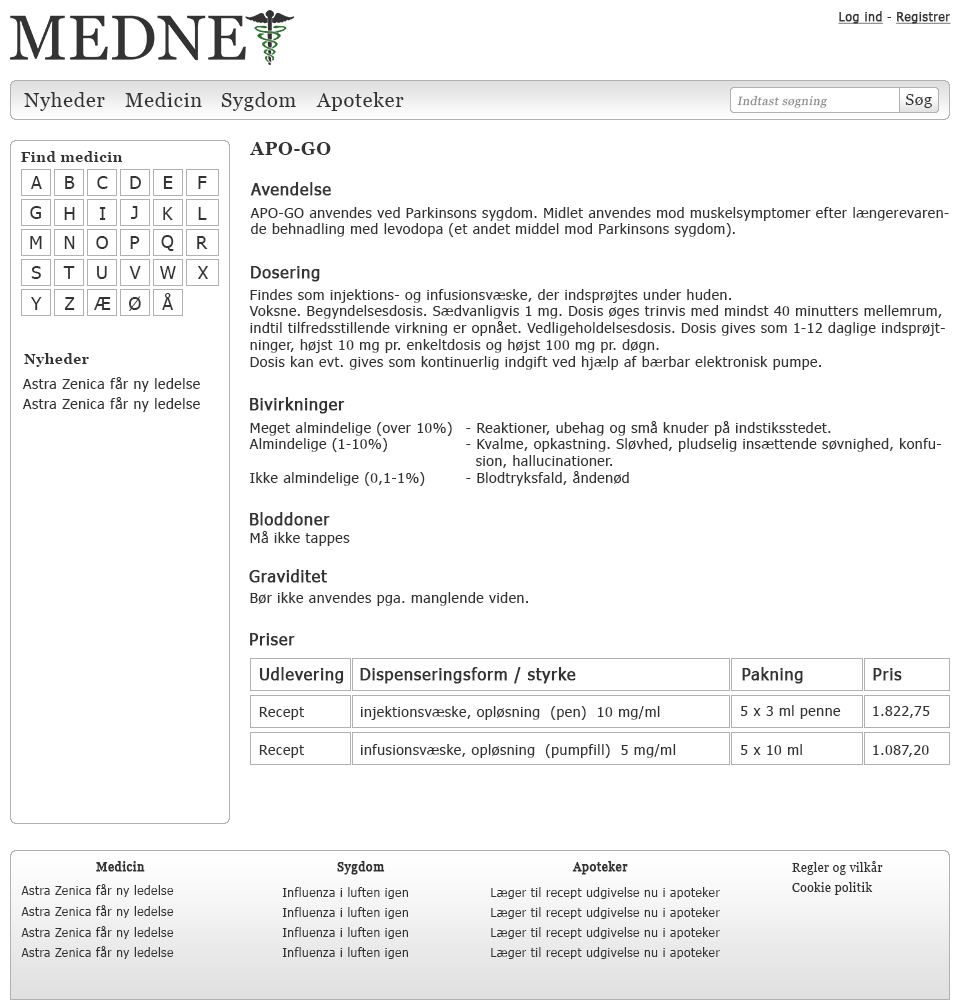 MEDNET
Log ind - Registrer
Nyheder Medicin Sygdom Apoteker
Indtast søgning Søg
Find medicin
A B C D E F
G H I J K L
M N O P Q R
S T U V W X
Y Z Æ Ø Å
Nyheder
Astra Zenica får ny ledelse
Astra Zenica får ny ledelse
APO-GO
Avendelse
APO-GO anvendes ved Parkinsons sygdom. Midlet anvendes mod muskelsymptomer efter længerevaren-
de behnadling med levodopa (et andet middel mod Parkinsons sygdom).
Dosering
Findes som injektions- og infusionsvæske, der indsprøjtes under huden.
Voksne. Begyndelsesdosis. Sædvanligvis 1 mg. Dosis øges trinvis med mindst 40 minutters mellemrum,
indtil tilfredsstillende virkning er opnået. Vedligeholdelsesdosis. Dosis gives som 1-12 daglige indsprøjt-
ninger, højst 10 mg pr. enkeltdosis og højst 100 mg pr. døgn.
Dosis kan evt. gives som kontinuerlig indgift ved hjælp af bærbar elektronisk pumpe.
Bivirkninger
Meget almindelige (over 10%) - Reaktioner, ubehag og små knuder på indstiksstedet.
Almindelige (1-10%) - Kvalme, opkastning. Sløvhed, pludselig insættende søvnighed, konfu-
sion, hallucinationer.
Ikke almindelige (0,1-1%) - Blodtryksfald, åndenød
Bloddoner
Må ikke tappes
Graviditet
Bør ikke anvendes pga. manglende viden.
Priser
Udlevering Dispenseringsform / styrke Pakning Pris
Recept injektionsvæske, opløsning (pen) 10 mg/ml 5 x 3 ml penne 1.822,75
Recept infusionsvæske, opløsning (pumpfill) 5 mg/ml 5 x 10 ml 1.087,20
Medicin Sygdom Apoteker Regler og vilkår
Cookie politik
Astra Zenica får ny ledelse Influenza i luften igen Læger til recept udgivelse nu i apoteker
Astra Zenica får ny ledelse Influenza i luften igen Læger til recept udgivelse nu i apoteker
Astra Zenica får ny ledelse Influenza i luften igen Læger til recept udgivelse nu i apoteker
Astra Zenica får ny ledelse Influenza i luften igen Læger til recept udgivelse nu i apoteker